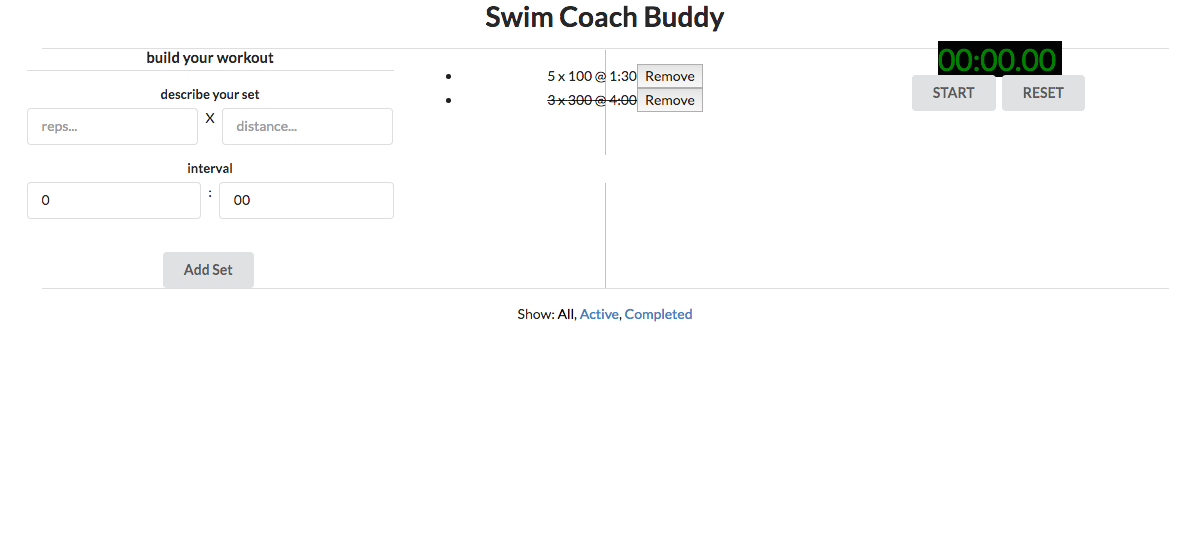 Swim Coach Buddy
build your workout
describe your set
reps...
X
distance...
interval
0
:
00
Add Set
5 x 100 @ 1:30 Remove
3 x 300 @ 4:00 Remove
00:00.00
START RESET
Show: All, Active, Completed